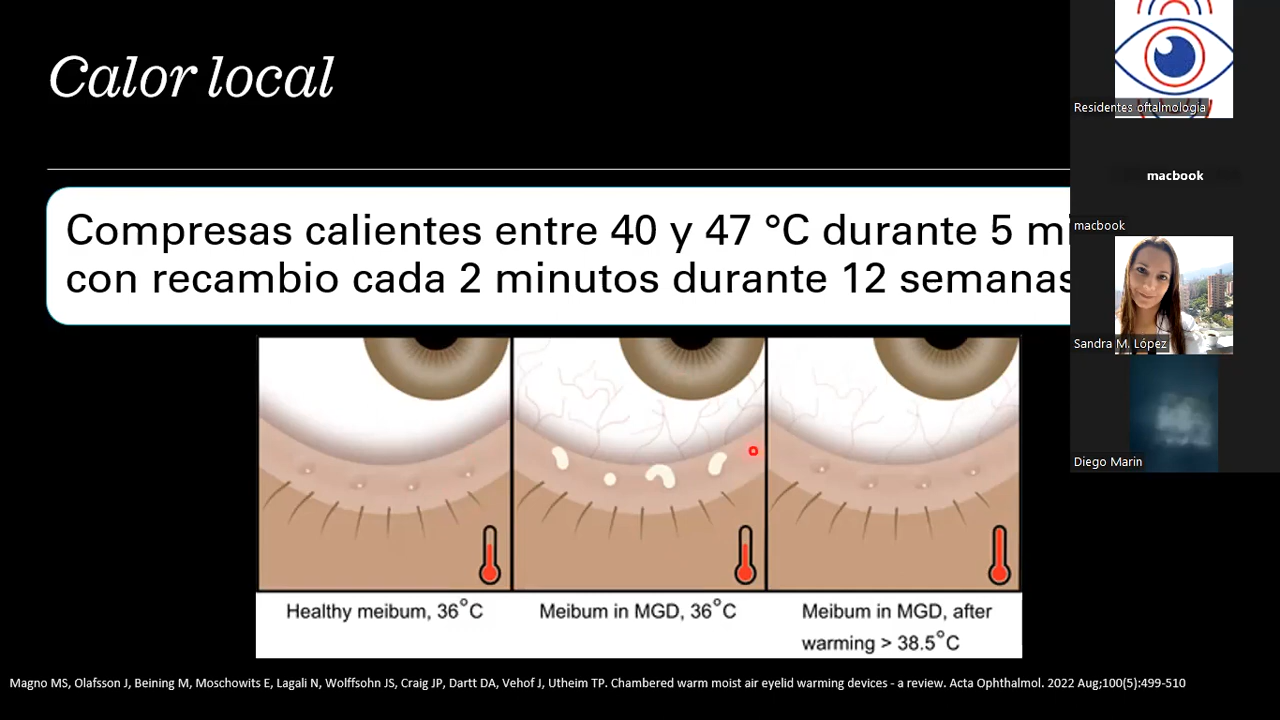 Calor local
Compresas calientes entre 40 y 47 °C durante 5
con recambio cada 2 minutos durante 12 semanas
Healthy meibum, 36°C
Meibum in MGD, 36°C
Meibum in MGD, after
warming > 38.5°C
Magno MS, Olafsson J, Beining M, Moschowits E, Lagali N, Wolffsohn JS, Craig JP, Dartt DA, Vehof J, Utheim TP. Chambered warm moist air eyelid warming devices - a review. Acta Ophthalmol. 2022 Aug;100(5):499-510
Residentes oftalmologia
macbook
macbook
Sandra M. López
Diego Marin